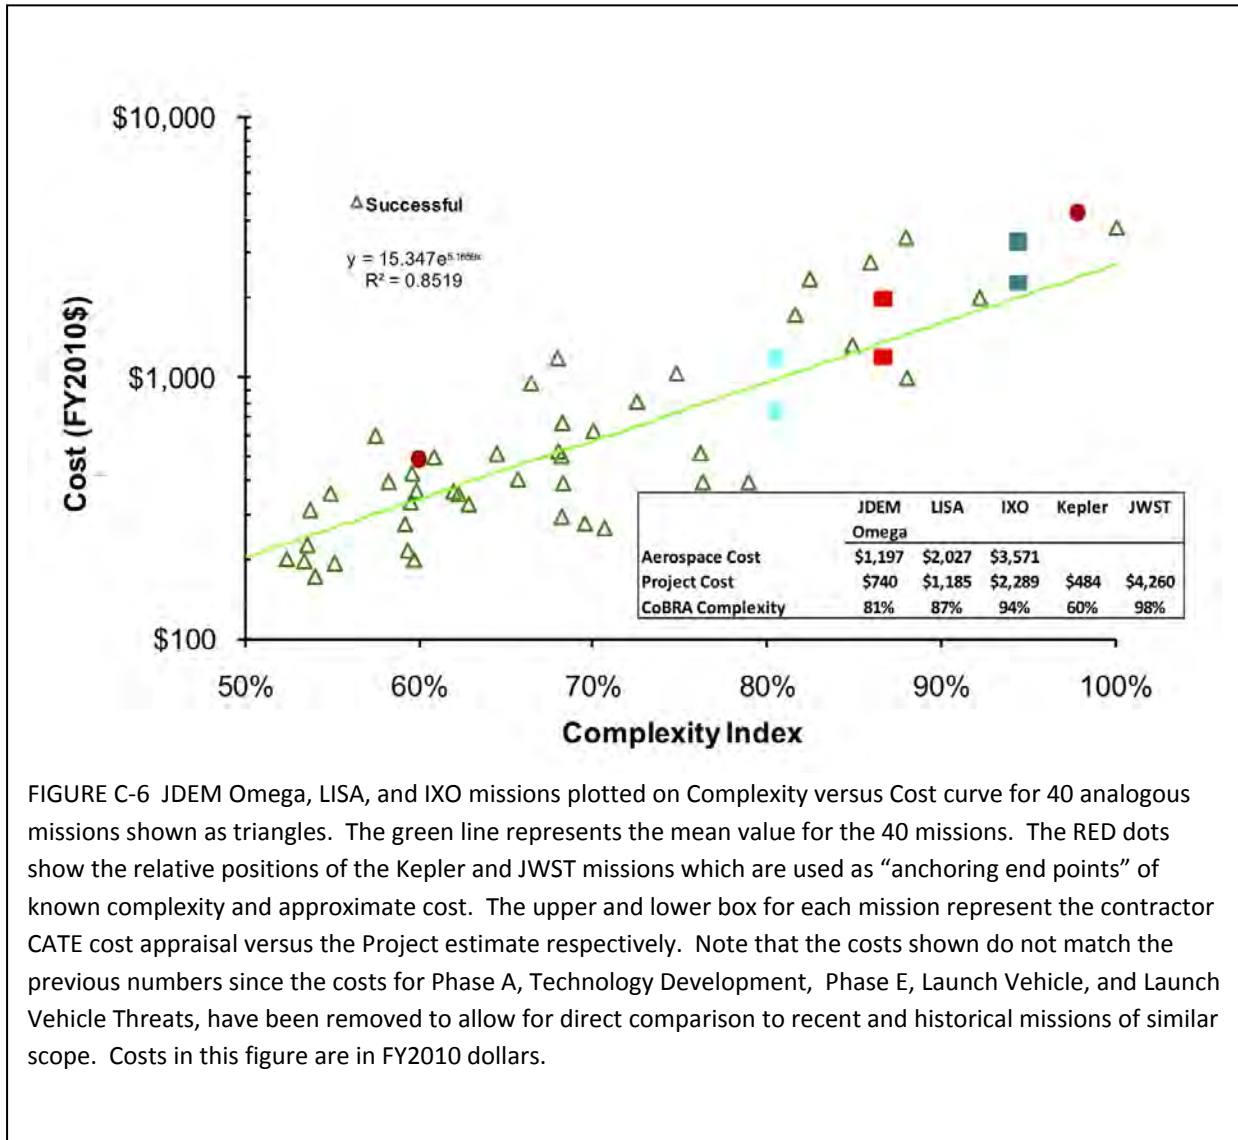 $10,000
$1,000
$100
Cost (FY2010$)
Successful
y = 15.347e^5.1659x
R² = 0.8519
JDEM Omega LISA IXO Kepler JWST
Aerospace Cost $1,197 $2,027 $3,571
Project Cost $740 $1,185 $2,289 $484 $4,260
CoBRA Complexity 81% 87% 94% 60% 98%
50% 60% 70% 80% 90% 100%
Complexity Index
FIGURE C-6 JDEM Omega, LISA, and IXO missions plotted on Complexity versus Cost curve for 40 analogous
missions shown as triangles. The green line represents the mean value for the 40 missions. The RED dots
show the relative positions of the Kepler and JWST missions which are used as “anchoring end points” of
known complexity and approximate cost. The upper and lower box for each mission represent the contractor
CATE cost appraisal versus the Project estimate respectively. Note that the costs shown do not match the
previous numbers since the costs for Phase A, Technology Development, Phase E, Launch Vehicle, and Launch
Vehicle Threats, have been removed to allow for direct comparison to recent and historical missions of similar
scope. Costs in this figure are in FY2010 dollars.